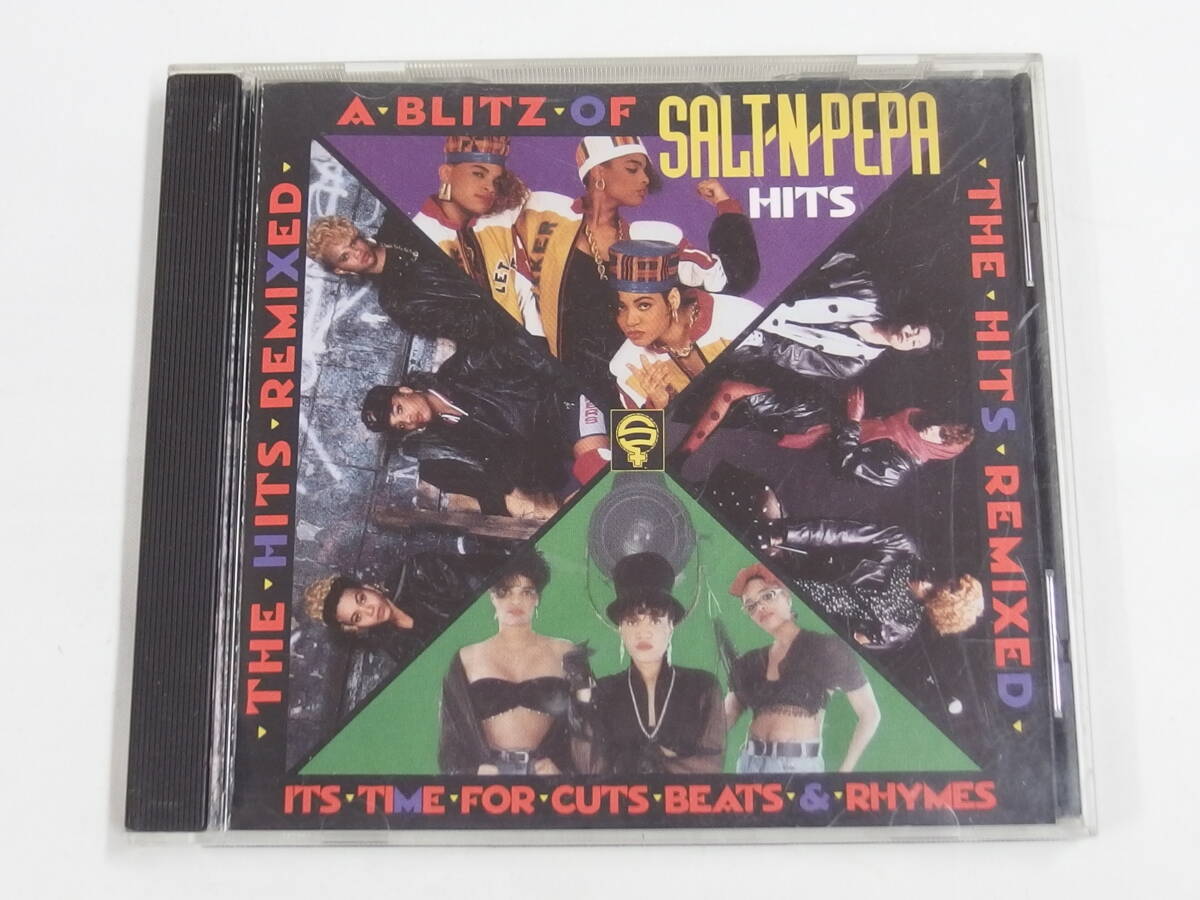 A BLITZ OF
SALT-N-PEPA
HITS
THE HITS REMIXED
THE HITS REMIXED
ITS TIME FOR CUTS BEATS & RHYMES